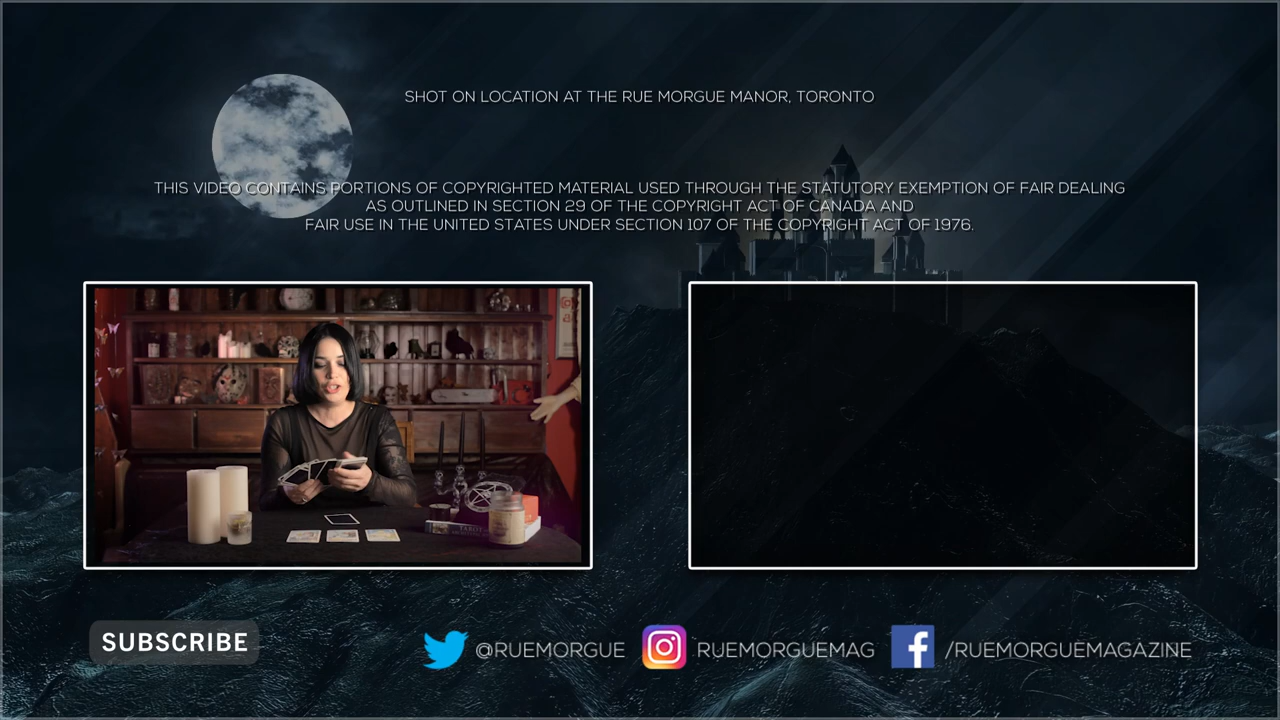 SHOT ON LOCATION AT THE RUE MORGUE MANOR, TORONTO
THIS VIDEO CONTAINS PORTIONS OF COPYRIGHTED MATERIAL USED THROUGH THE STATUTORY EXEMPTION OF FAIR DEALING
AS OUTLINED IN SECTION 29 OF THE COPYRIGHT ACT OF CANADA AND
FAIR USE IN THE UNITED STATES UNDER SECTION 107 OF THE COPYRIGHT ACT OF 1976.
TAROT
SUBSCRIBE
@RUEMORGUE
RUEMORGUEMAG
/RUEMORGUEMAGAZINE